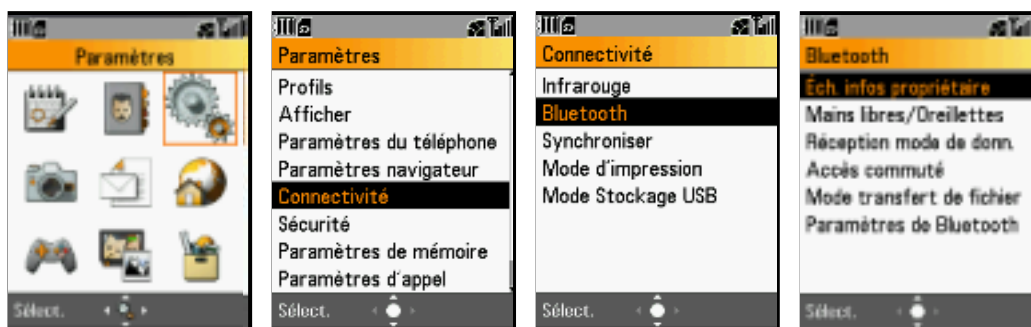 Paramètres
Sélect.
Paramètres
Profils
Afficher
Paramètres du téléphone
Paramètres navigateur
Connectivité
Sécurité
Paramètres de mémoire
Paramètres d'appel
Sélect.
Connectivité
Infrarouge
Bluetooth
Synchroniser
Mode d'impression
Mode Stockage USB
Sélect.
Bluetooth
Éch. infos propriétaire
Mains libres/Oreillettes
Réception mode de donn.
Accès commuté
Mode transfert de fichier
Paramètres de Bluetooth
Sélect.